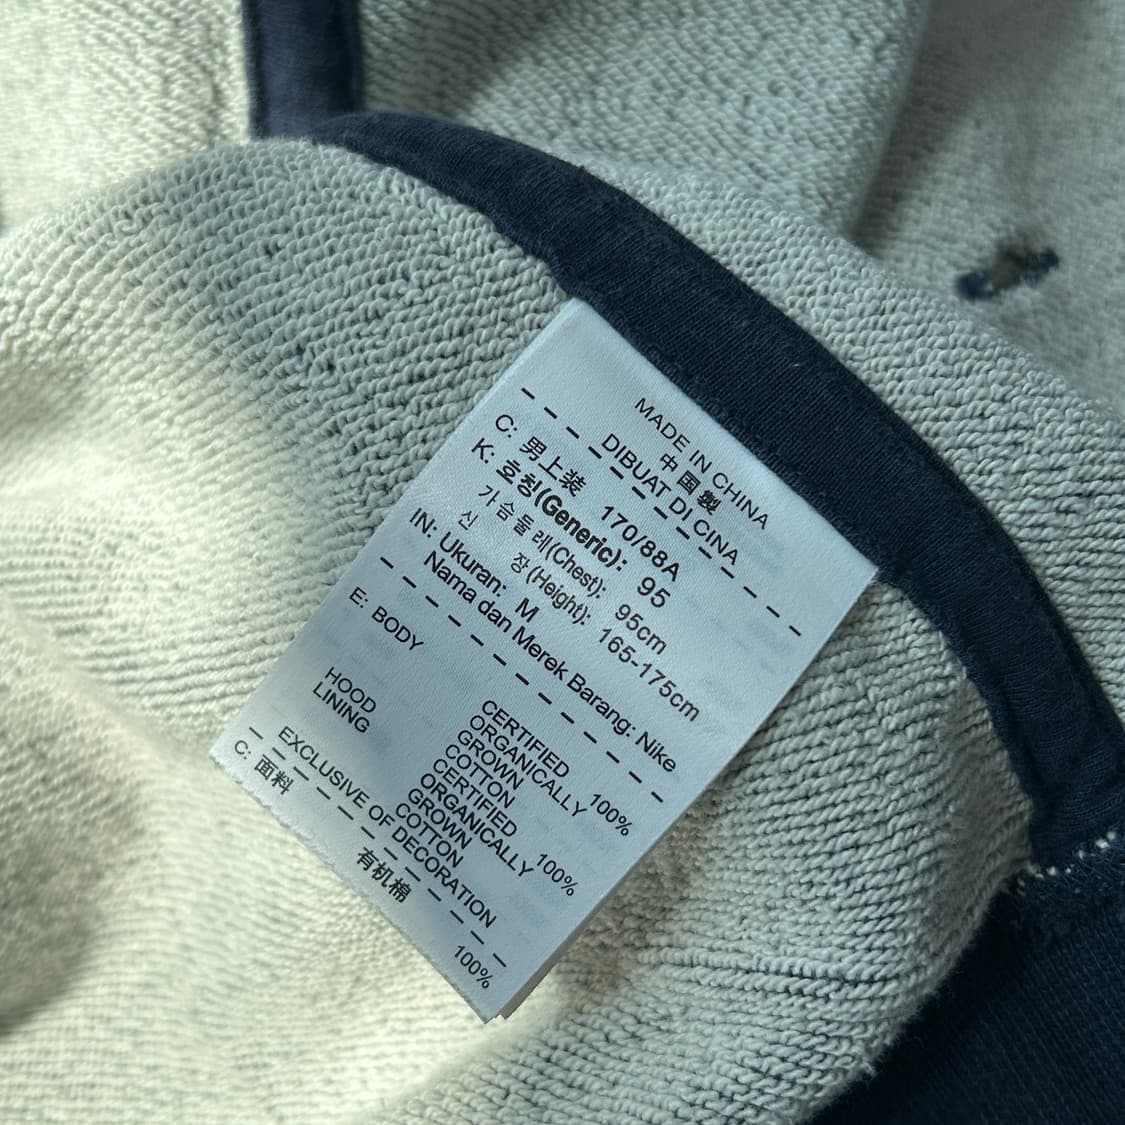 MADE IN CHINA
中国製
DIBUAT DI CINA
C: 男上装 170/88A
K: 호칭(Generic): 95
가슴둘레(Chest): 95cm
신 장(Height): 165-175cm
IN: Ukuran: M
Nama dan Merek Barang: Nike
E: BODY
CERTIFIED
ORGANICALLY
GROWN
COTTON 100%
HOOD
LINING
CERTIFIED
ORGANICALLY
GROWN
COTTON 100%
EXCLUSIVE OF DECORATION
C: 面料 有机棉 100%